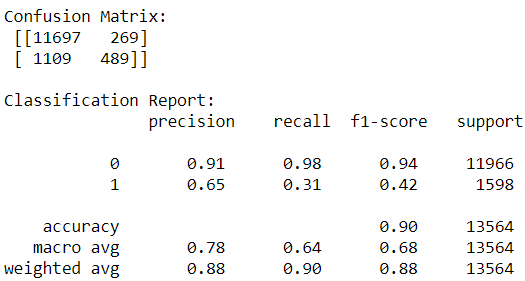 Confusion Matrix:
[[11697 269]
[ 1109 489]]
Classification Report:
precision recall f1-score support
0 0.91 0.98 0.94 11966
1 0.65 0.31 0.42 1598
accuracy 0.90 13564
macro avg 0.78 0.64 0.68 13564
weighted avg 0.88 0.90 0.88 13564